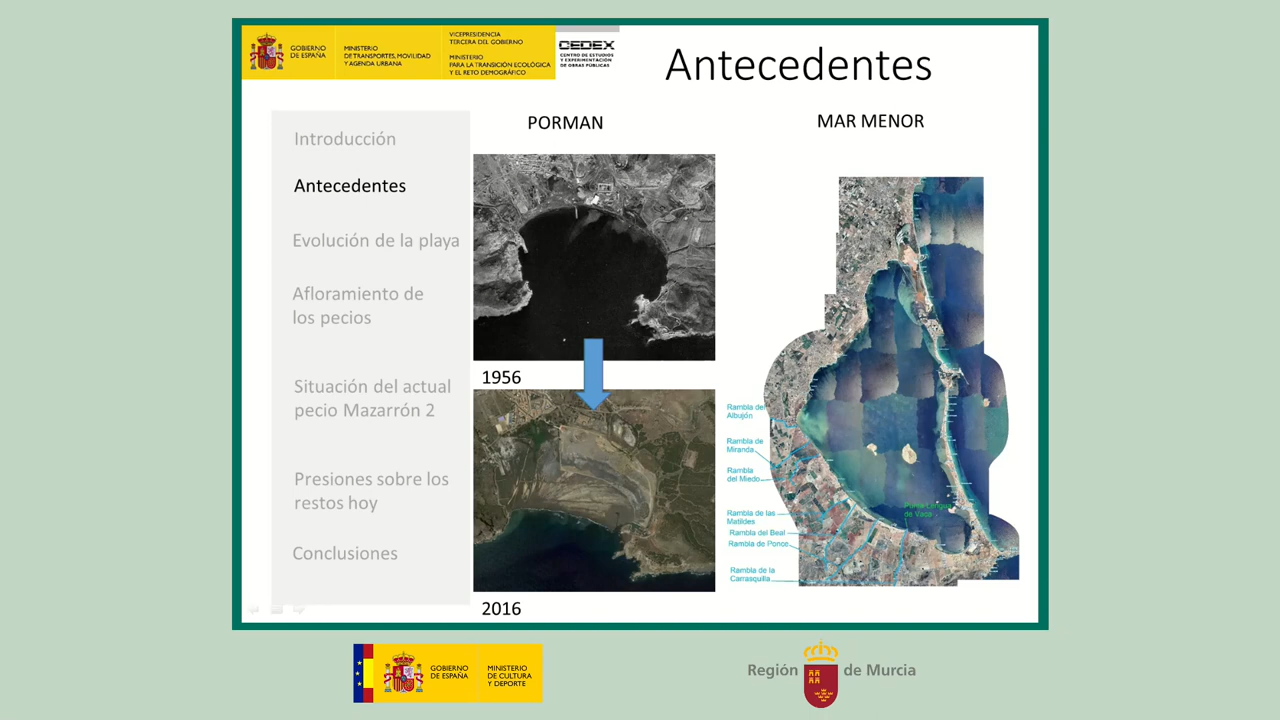 GOBIERNO
DE ESPAÑA
MINISTERIO
DE TRANSPORTES, MOVILIDAD
Y AGENDA URBANA
VICEPRESIDENCIA
TERCERA DEL GOBIERNO
MINISTERIO
PARA LA TRANSICIÓN ECOLÓGICA
Y EL RETO DEMOGRÁFICO
CEDEX
CENTRO DE ESTUDIOS
Y EXPERIMENTACIÓN
DE OBRAS PÚBLICAS
Antecedentes
Introducción
Antecedentes
Evolución de la playa
Afloramiento de
los pecios
Situación del actual
pecio Mazarrón 2
Presiones sobre los
restos hoy
Conclusiones
PORMAN
1956
2016
MAR MENOR
Rambla del
Albujón
Rambla de
Miranda
Rambla
del Miedo
Rambla de las
Matildes
Rambla del Beal
Rambla de Ponce
Rambla de la
Carrasquilla
Punta Lengua
de Vaca
GOBIERNO
DE ESPAÑA
MINISTERIO
DE CULTURA
Y DEPORTE
Región de Murcia